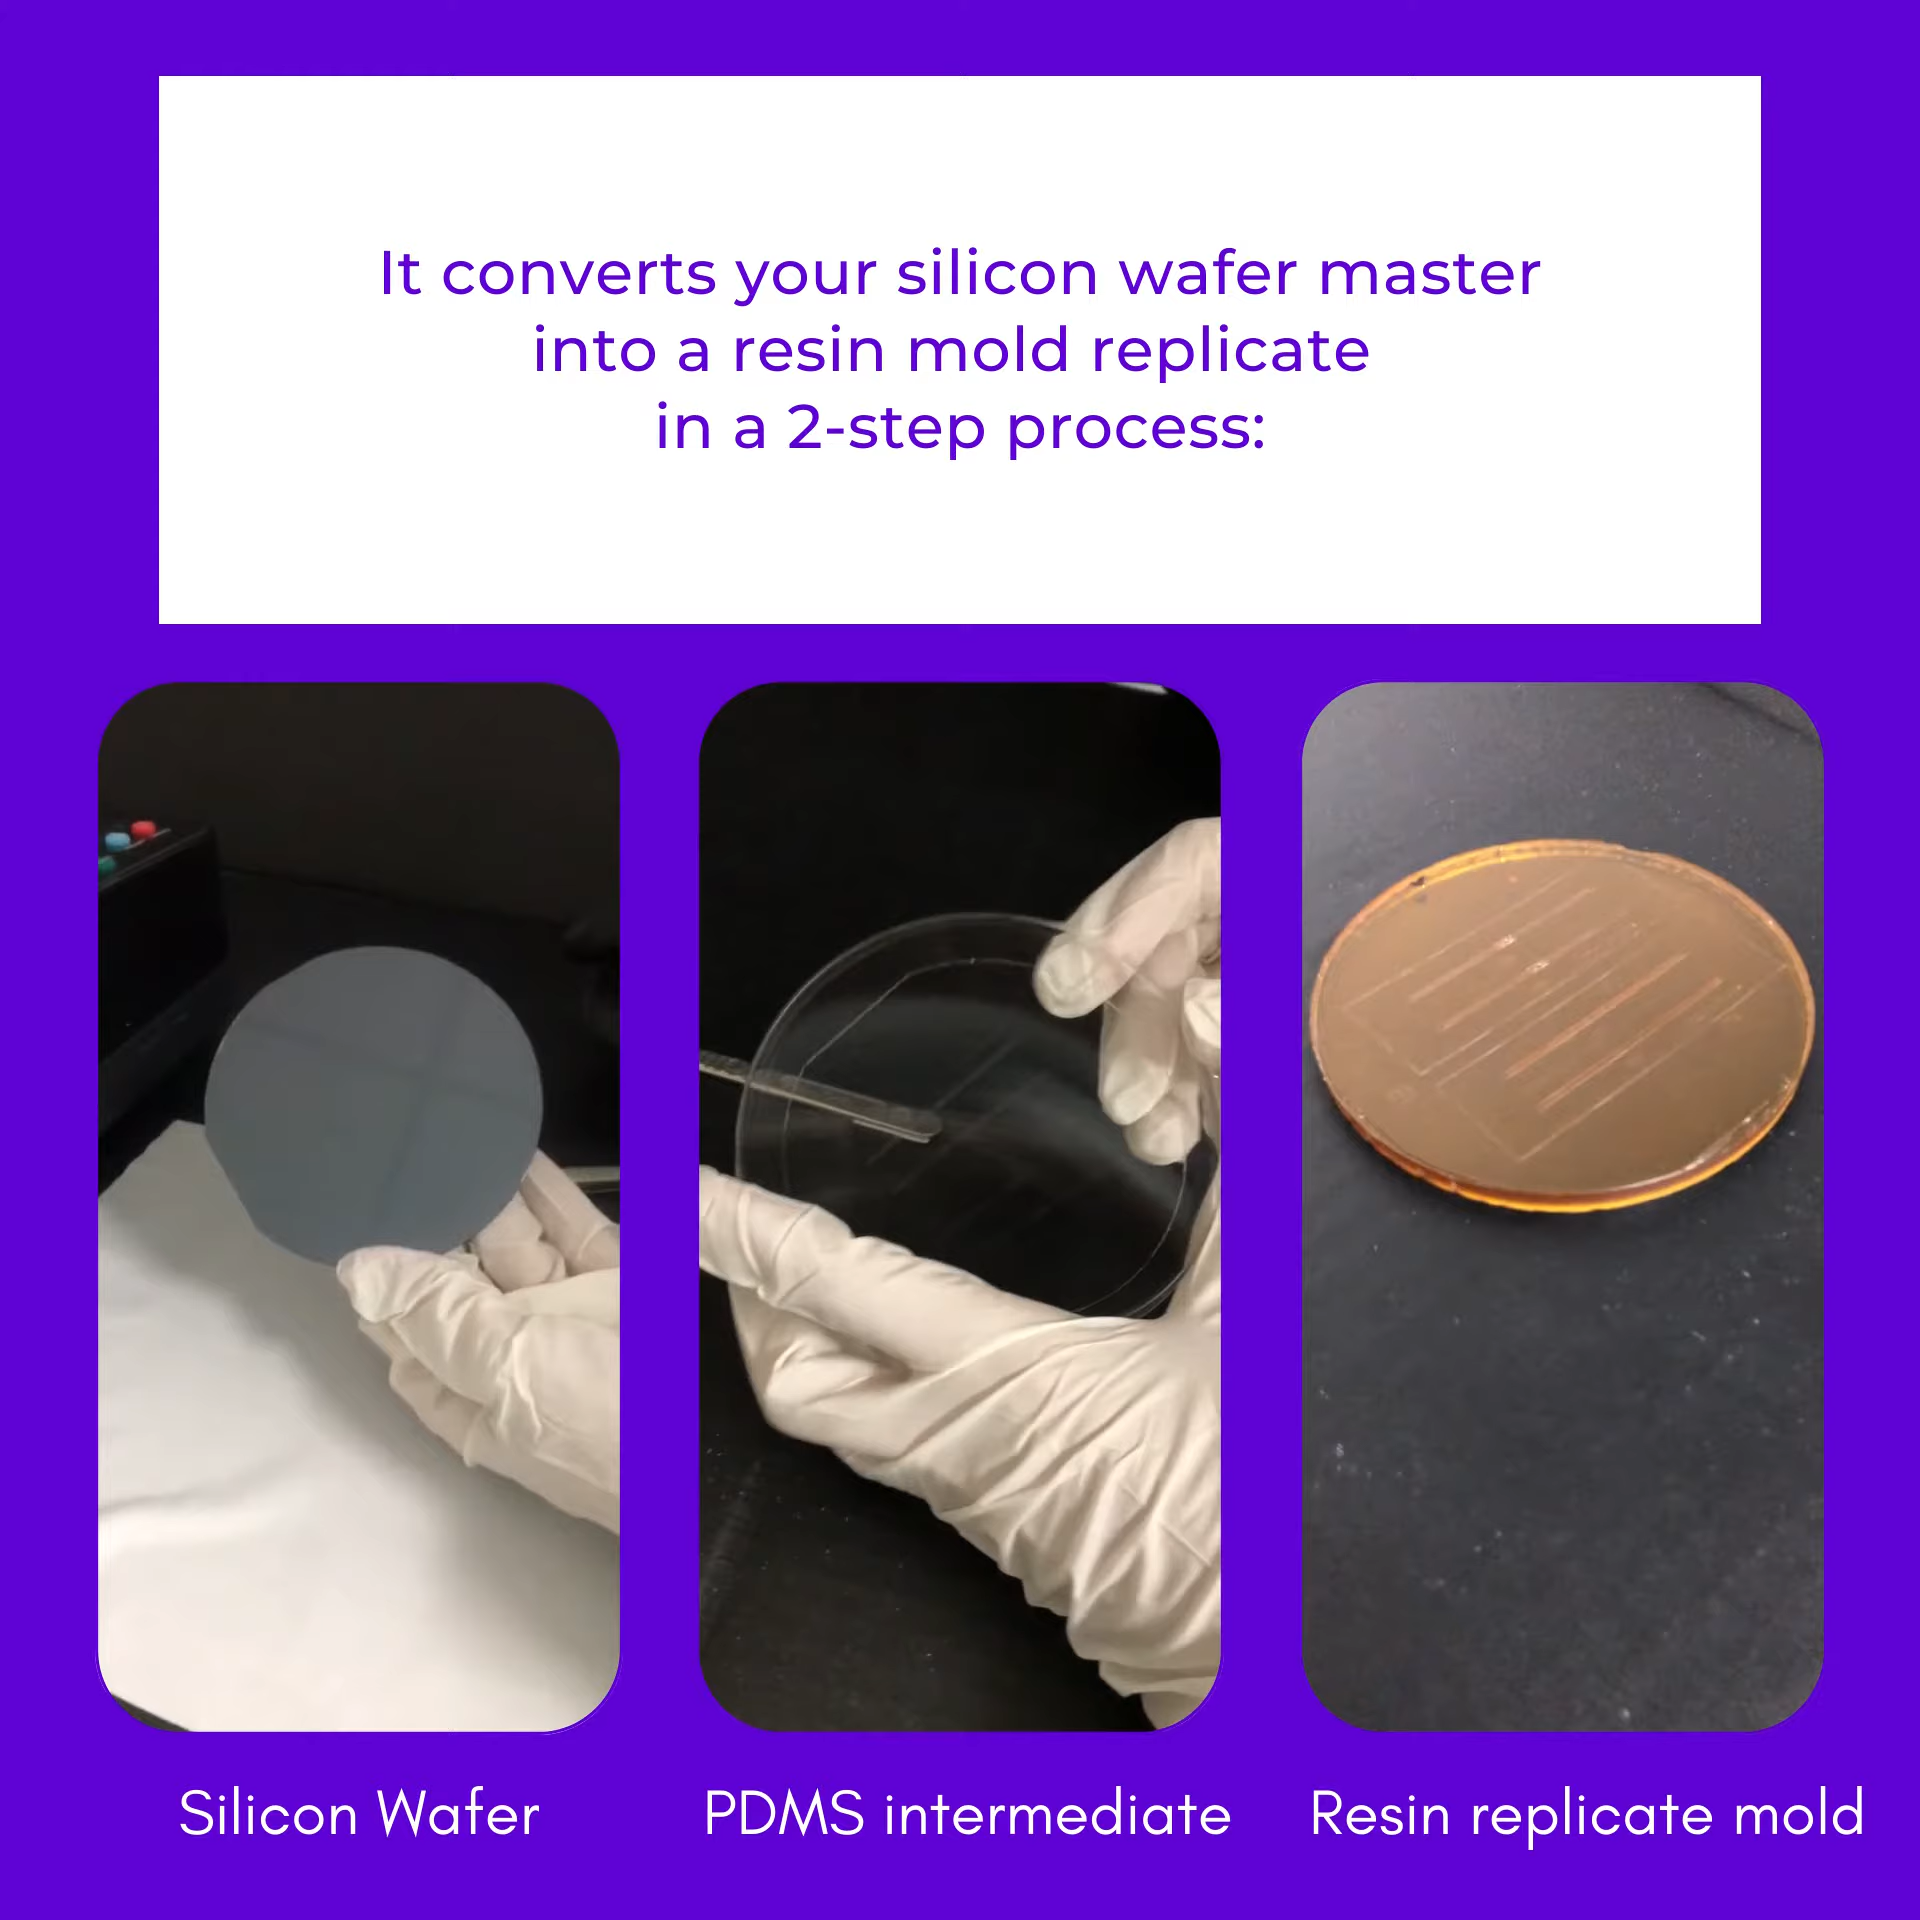 It converts your silicon wafer master
into a resin mold replicate
in a 2-step process:
Silicon Wafer
PDMS intermediate
Resin replicate mold